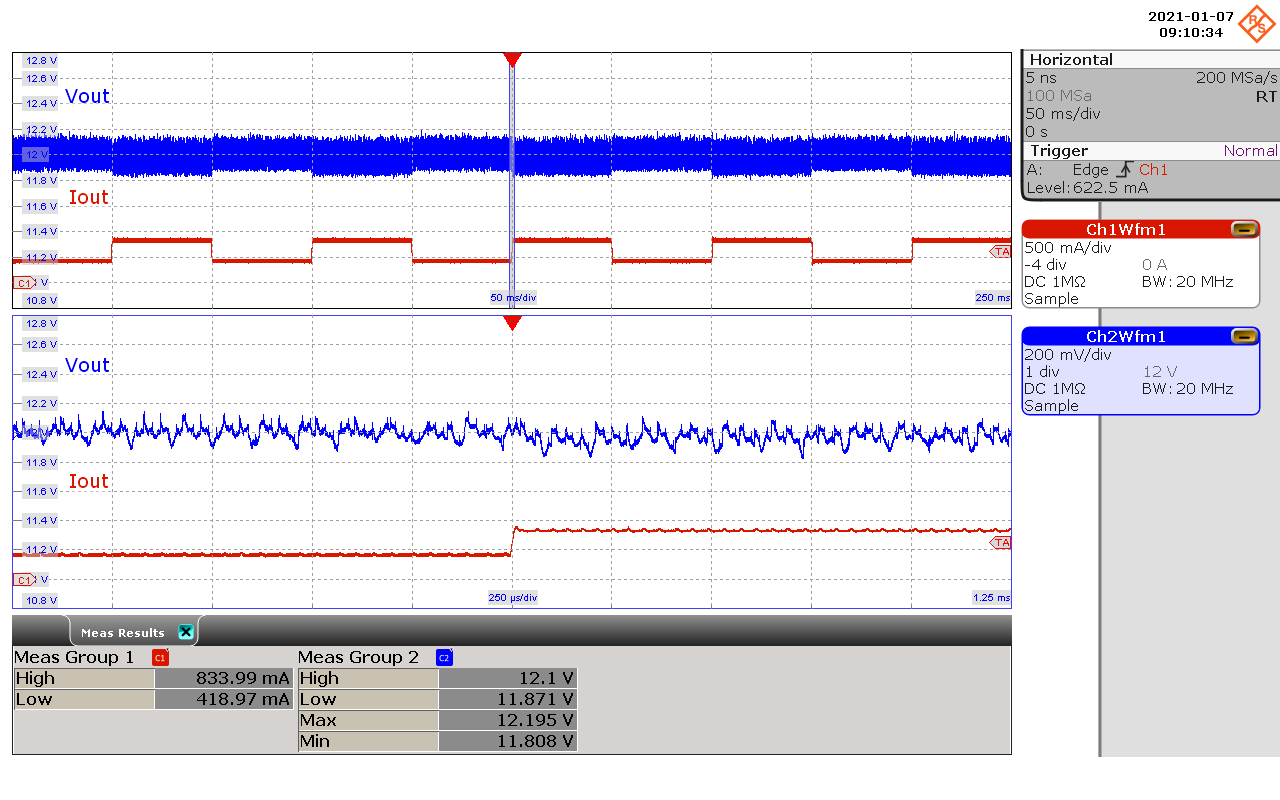 2021-01-07
09:10:34
R&S
Horizontal
5 ns 200 MSa/s
100 MSa RT
50 ms/div
0 s
Trigger Normal
A: Edge Ch1
Level: 622.5 mA
Ch1Wfm1
500 mA/div
-4 div 0 A
DC 1MΩ BW: 20 MHz
Sample
Ch2Wfm1
200 mV/div
1 div 12 V
DC 1MΩ BW: 20 MHz
Sample
12.8 V
12.6 V
Vout
12.4 V
12.2 V
12 V
11.8 V
Iout
11.6 V
11.4 V
11.2 V
TA
C1 V
10.8 V
50 ms/div
250 ms
12.8 V
12.6 V
Vout
12.4 V
12.2 V
11.8 V
Iout
11.6 V
11.4 V
11.2 V
TA
C1 V
10.8 V
250 µs/div
1.25 ms
Meas Results
Meas Group 1 C1
High 833.99 mA
Low 418.97 mA
Meas Group 2 C2
High 12.1 V
Low 11.871 V
Max 12.195 V
Min 11.808 V